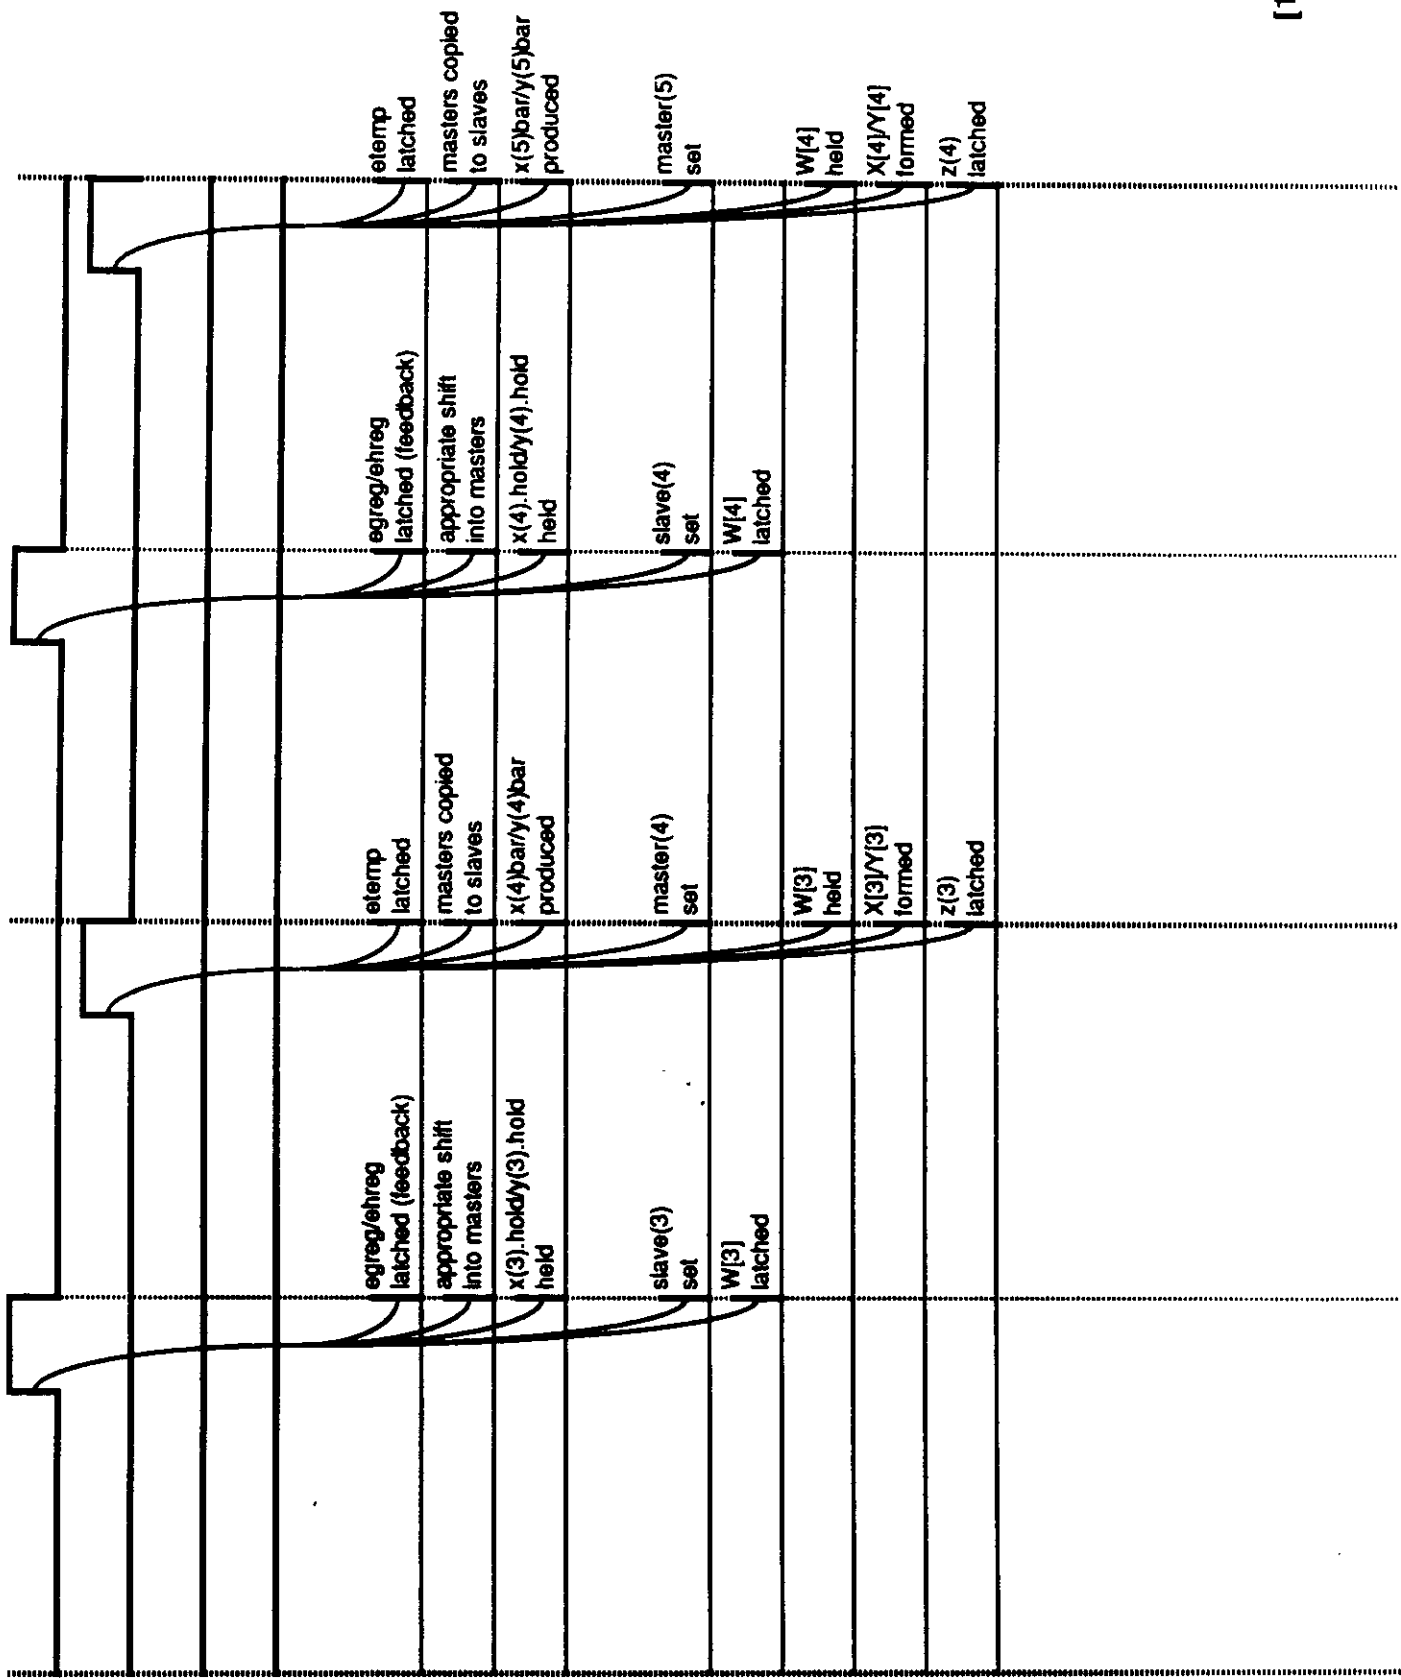 egreg/ehreg
latched (feedback)
appropriate shift
into masters
x(3).hold/y(3).hold
held
slave(3)
set
W[3]
latched
etemp
latched
masters copied
to slaves
x(4)bar/y(4)bar
produced
master(4)
set
W[3]
held
X[3]/Y[3]
formed
z(3)
latched
egreg/ehreg
latched (feedback)
appropriate shift
into masters
x(4).hold/y(4).hold
held
slave(4)
set
W[4]
latched
etemp
latched
masters copied
to slaves
x(5)bar/y(5)bar
produced
master(5)
set
W[4]
held
X[4]/Y[4]
formed
z(4)
latched